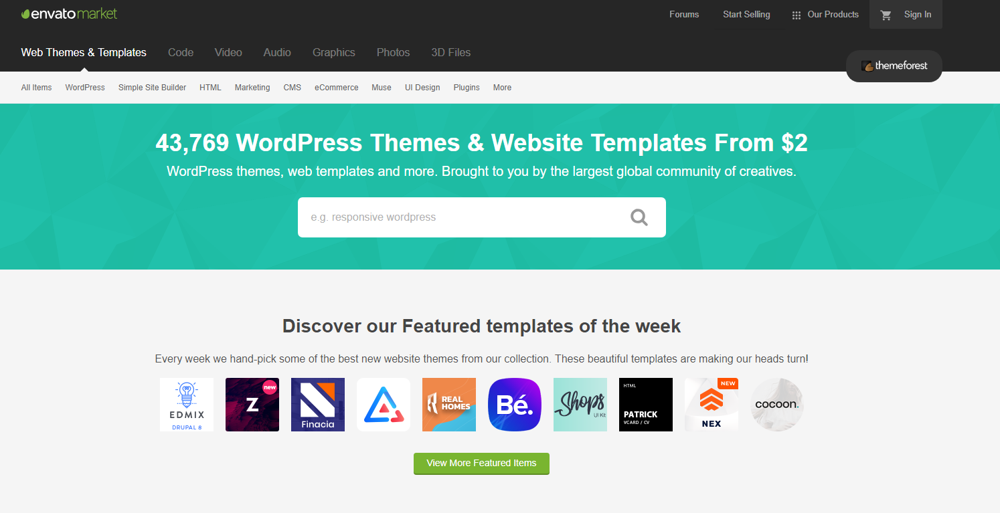 envatomarket
Forums Start Selling Our Products Sign In
Web Themes & Templates Code Video Audio Graphics Photos 3D Files
themeforest
All Items WordPress Simple Site Builder HTML Marketing CMS eCommerce Muse UI Design Plugins More
43,769 WordPress Themes & Website Templates From $2
WordPress themes, web templates and more. Brought to you by the largest global community of creatives.
e.g. responsive wordpress
Discover our Featured templates of the week
Every week we hand-pick some of the best new website themes from our collection. These beautiful templates are making our heads turn!
EDMIX
DRUPAL 8
new
Z
Finacia
REAL
HOMES
Bé.
Shops
UI Kit
HTML
PATRICK
VCARD / CV
NEW
NEX
cocoon.
View More Featured Items